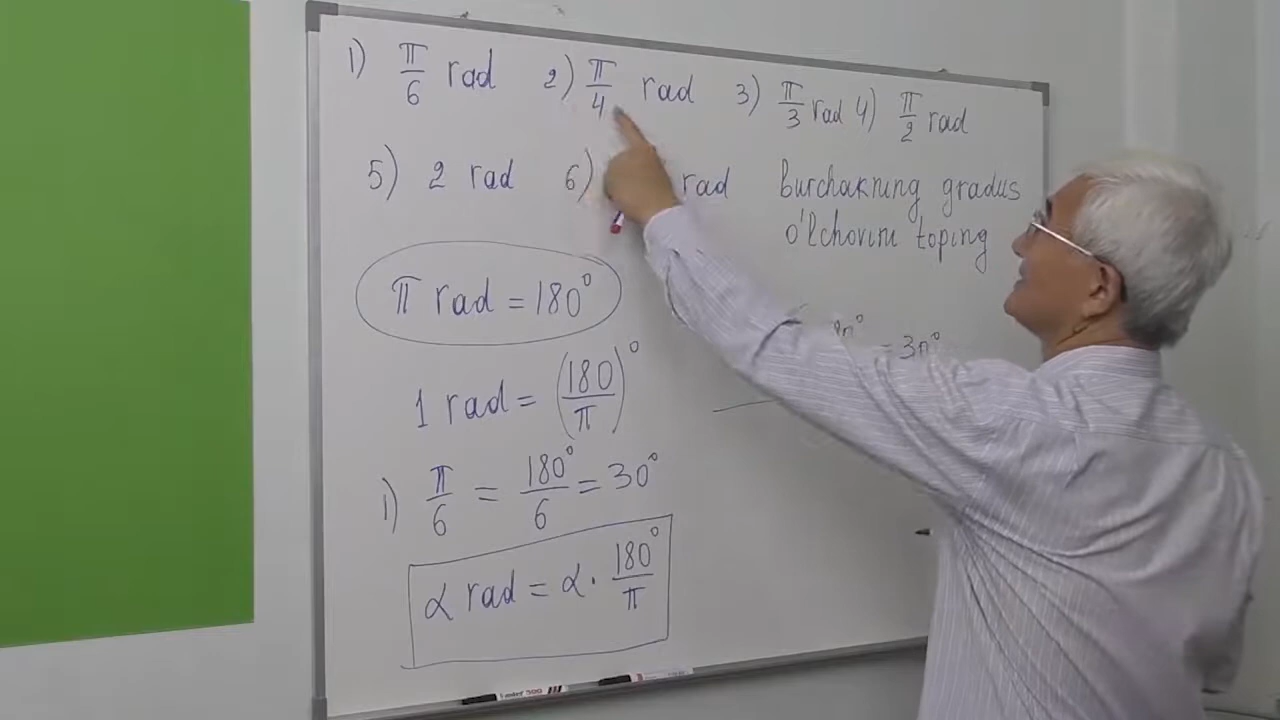 1) π/6 rad 2) π/4 rad 3) π/3 rad 4) π/2 rad
5) 2 rad 6) rad
Burchakning gradus
o'lchovini toping
π rad = 180°
= 30°
1 rad = (180/π)°
1) π/6 = 180°/6 = 30°
α rad = α · 180°/π